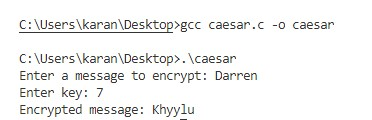 C:\Users\karan\Desktop>gcc caesar.c -o caesar
C:\Users\karan\Desktop>.\caesar
Enter a message to encrypt: Darren
Enter key: 7
Encrypted message: Khyylu